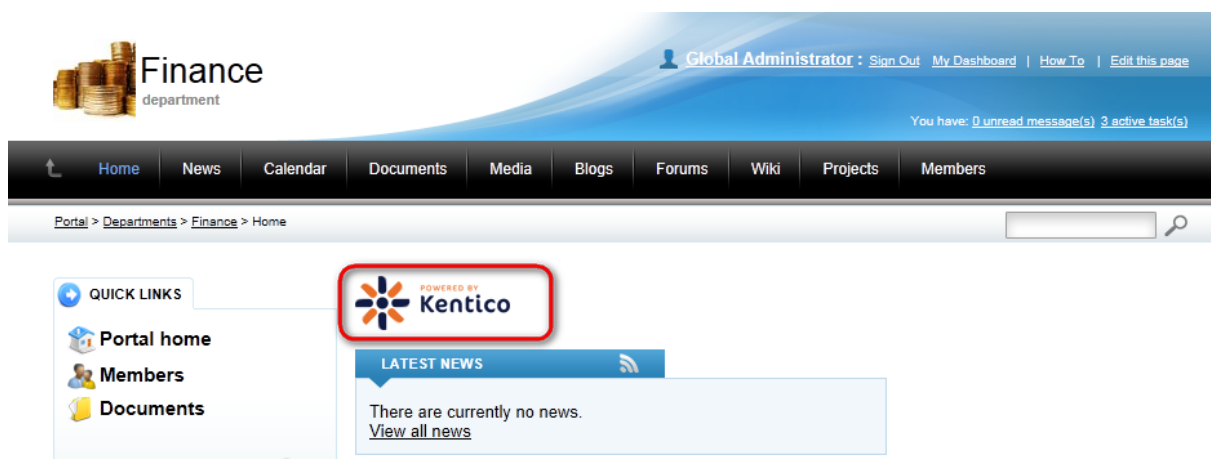 Finance
department
Global Administrator : Sign Out My Dashboard | How To | Edit this page
You have: 0 unread message(s) 3 active task(s)
Home News Calendar Documents Media Blogs Forums Wiki Projects Members
Portal > Departments > Finance > Home
QUICK LINKS
Portal home
Members
Documents
POWERED BY
Kentico
LATEST NEWS
There are currently no news.
View all news